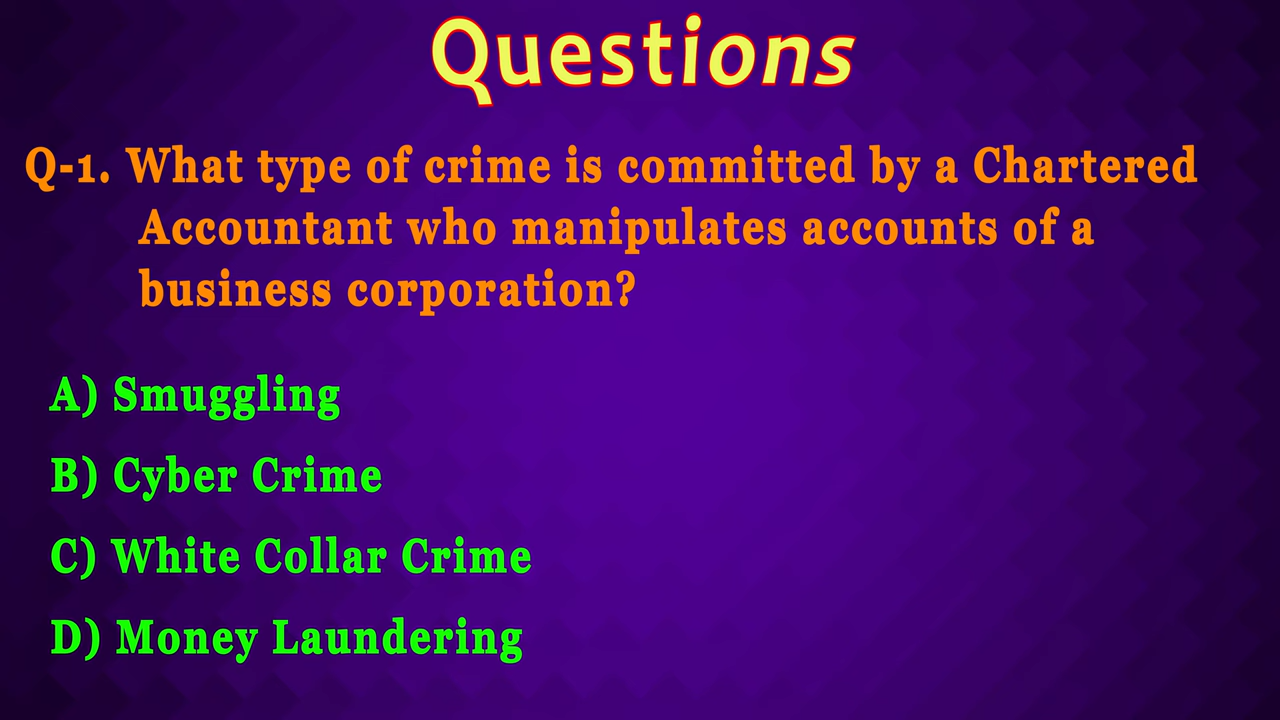 Questions
Q-1. What type of crime is committed by a Chartered
Accountant who manipulates accounts of a
business corporation?
A) Smuggling
B) Cyber Crime
C) White Collar Crime
D) Money Laundering